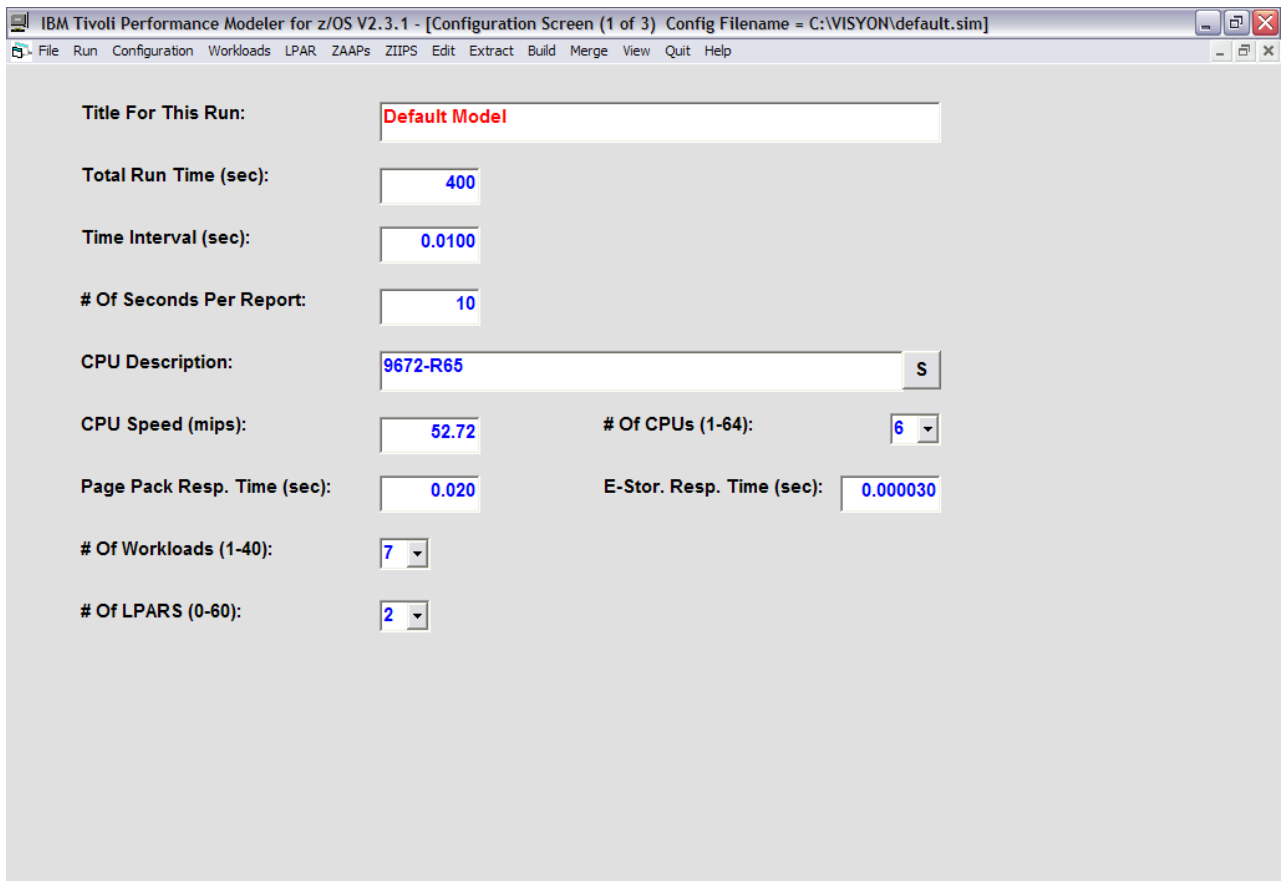 IBM Tivoli Performance Modeler for z/OS V2.3.1 - [Configuration Screen (1 of 3) Config Filename = C:\VISYON\default.sim]
File Run Configuration Workloads LPAR ZAAPs ZIIPS Edit Extract Build Merge View Quit Help
Title For This Run: Default Model
Total Run Time (sec): 400
Time Interval (sec): 0.0100
# Of Seconds Per Report: 10
CPU Description: 9672-R65 S
CPU Speed (mips): 52.72 # Of CPUs (1-64): 6
Page Pack Resp. Time (sec): 0.020 E-Stor. Resp. Time (sec): 0.000030
# Of Workloads (1-40): 7
# Of LPARS (0-60): 2